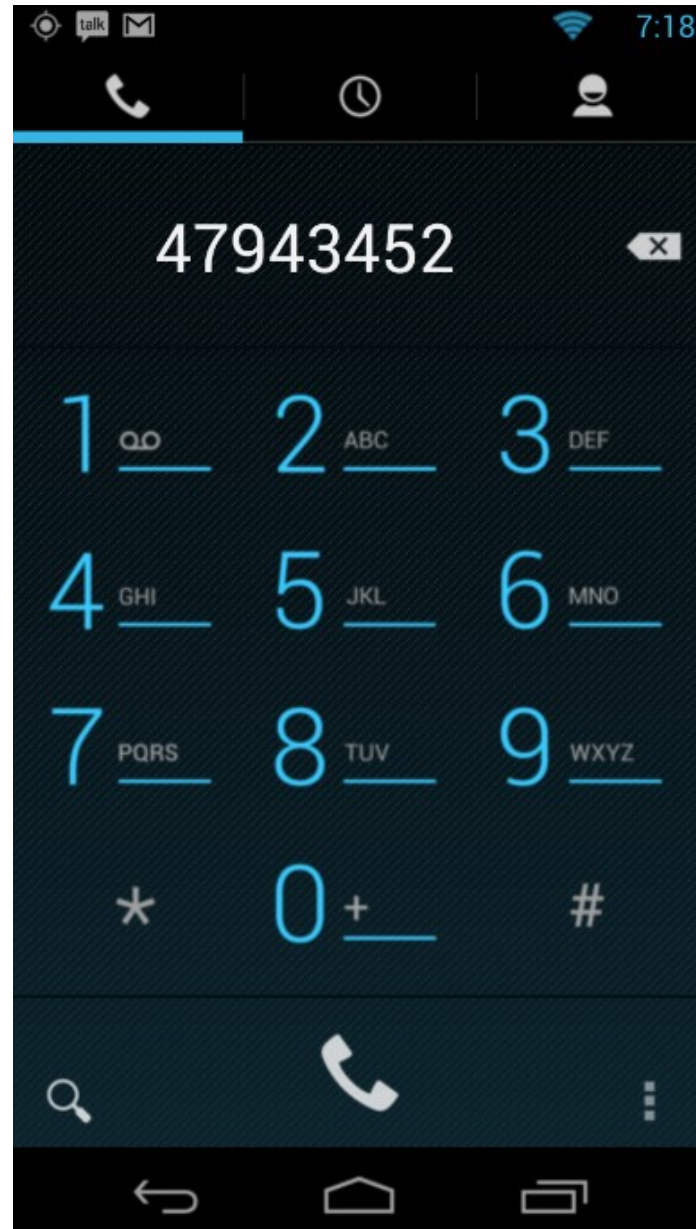 talk 7:18
47943452
1 2 ABC 3 DEF
4 GHI 5 JKL 6 MNO
7 PQRS 8 TUV 9 WXYZ
* 0 + #